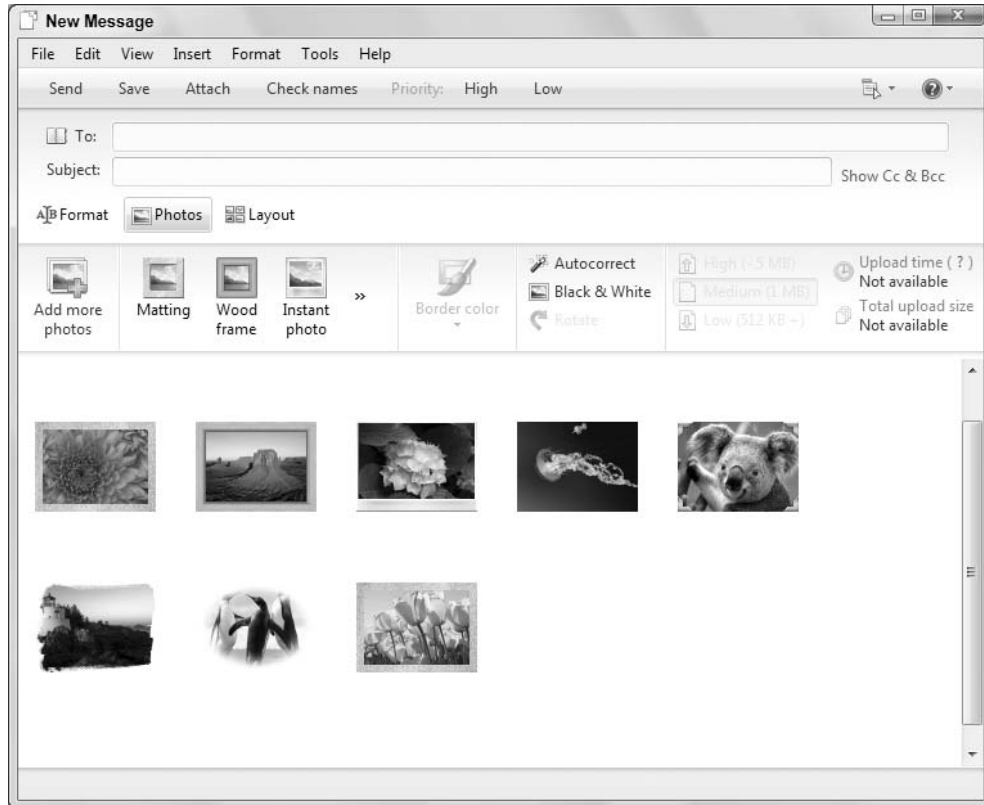 New Message
File Edit View Insert Format Tools Help
Send Save Attach Check names Priority: High Low
To:
Subject:
Show Cc & Bcc
Format Photos Layout
Add more photos
Matting
Wood frame
Instant photo
»
Border color
Autocorrect
Black & White
Rotate
High (~5 MB)
Medium (1 MB)
Low (512 KB ~)
Upload time ( ? )
Not available
Total upload size
Not available